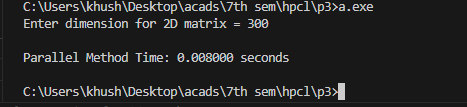 C:\Users\khush\Desktop\acads\7th sem\hpcl\p3>a.exe
Enter dimension for 2D matrix = 300
Parallel Method Time: 0.008000 seconds
C:\Users\khush\Desktop\acads\7th sem\hpcl\p3>